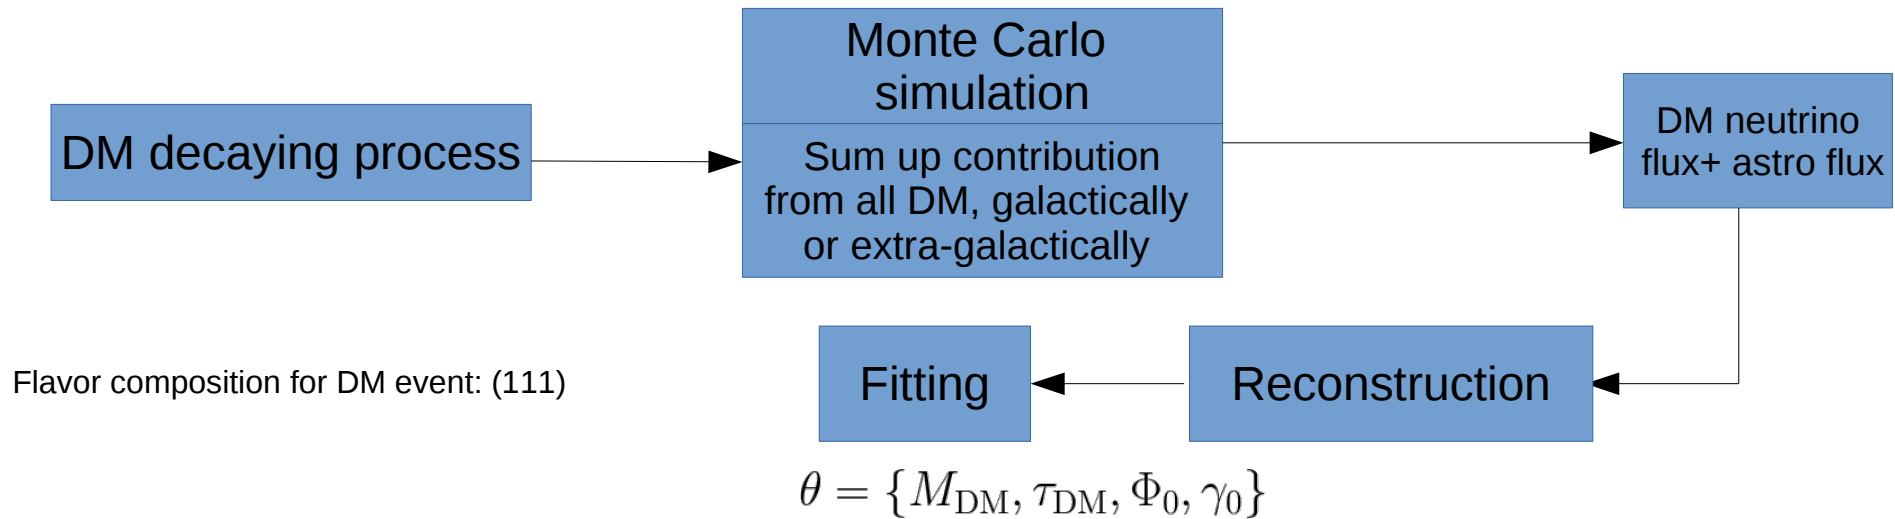 DM decaying process
Monte Carlo
simulation
Sum up contribution
from all DM, galactically
or extra-galactically
DM neutrino
flux+ astro flux
Reconstruction
Fitting
θ = {M_DM, τ_DM, Φ_0, γ_0}
Flavor composition for DM event: (111)